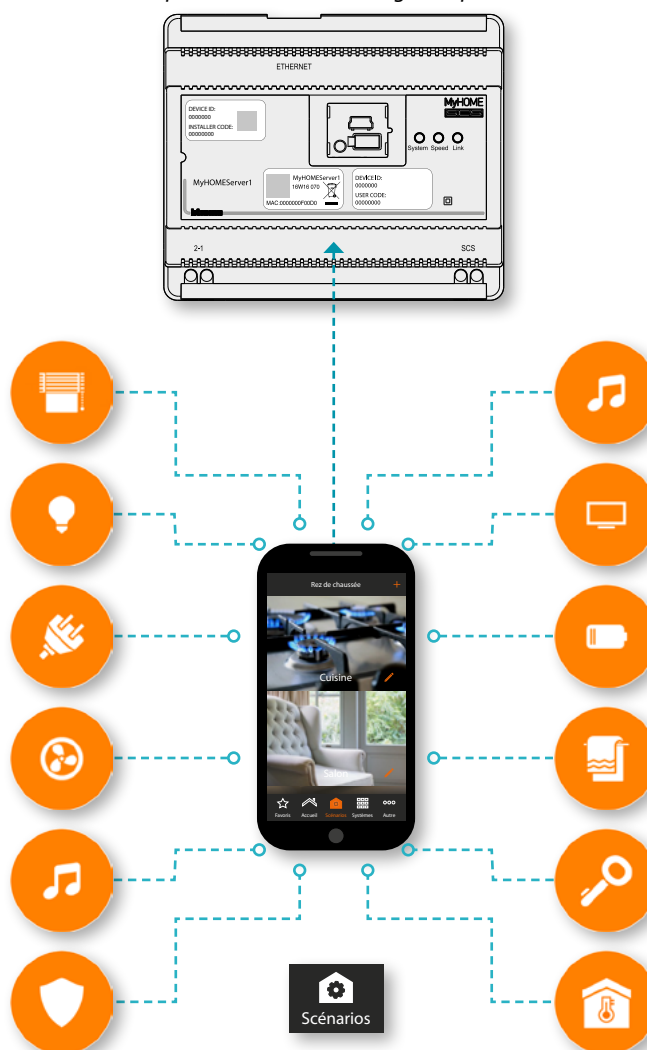 ETHERNET
DEVICE ID:
0000000
INSTALLER CODE:
00000000
MyHOME
System Speed Link
MyHOMEServer1
MyHOMEServer1
16W16 070
MAC:0000000F00D0
DEVICE ID:
0000000
USER CODE:
00000000
2-1
SCS
Rez de chaussée +
Cuisine
Salon
Favoris Accueil Scénarios Systèmes Autre
Scénarios